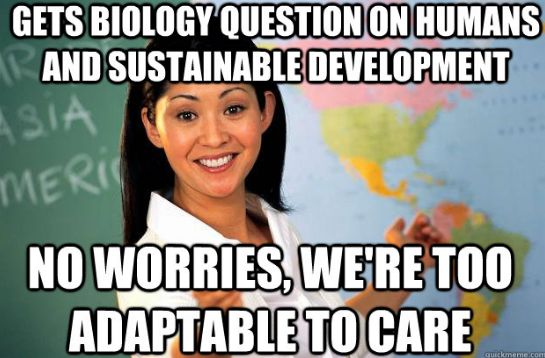 GETS BIOLOGY QUESTION ON HUMANS
AND SUSTAINABLE DEVELOPMENT
ASIA
MERIC
NO WORRIES, WE'RE TOO
ADAPTABLE TO CARE
quickmeme.com